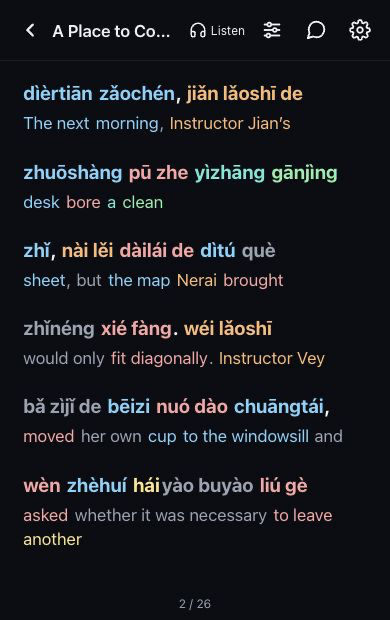 A Place to Co... Listen
dìèrtiān zǎochén, jiǎn lǎoshī de
The next morning, Instructor Jian’s
zhuōshàng pū zhe yìzhāng gānjìng
desk bore a clean
zhǐ, nài lěi dàilái de dìtú què
sheet, but the map Nerai brought
zhǐnéng xié fàng. wéi lǎoshī
would only fit diagonally. Instructor Vey
bǎ zìjǐ de bēizi nuó dào chuāngtái,
moved her own cup to the windowsill and
wèn zhèhuí háiyào buyào liú gè
asked whether it was necessary to leave
another
2 / 26